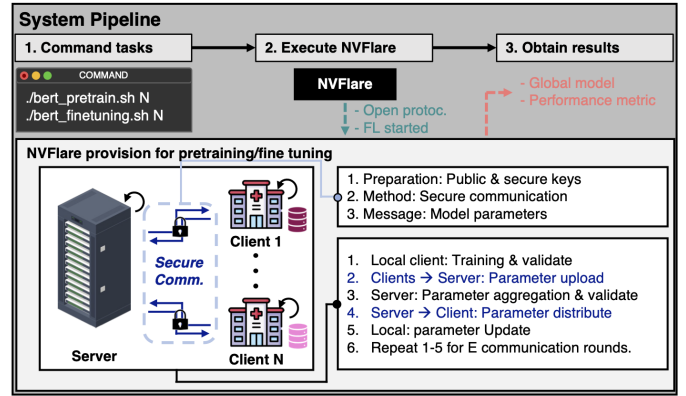 System Pipeline
1. Command tasks
2. Execute NVFlare
3. Obtain results
COMMAND
./bert_pretrain.sh N
./bert_finetuning.sh N
NVFlare
- Open protoc.
- FL started
- Global model
- Performance metric
NVFlare provision for pretraining/fine tuning
Server
Secure
Comm.
Client 1
Client N
1. Preparation: Public & secure keys
2. Method: Secure communication
3. Message: Model parameters
1. Local client: Training & validate
2. Clients → Server: Parameter upload
3. Server: Parameter aggregation & validate
4. Server → Client: Parameter distribute
5. Local: parameter Update
6. Repeat 1-5 for E communication rounds.